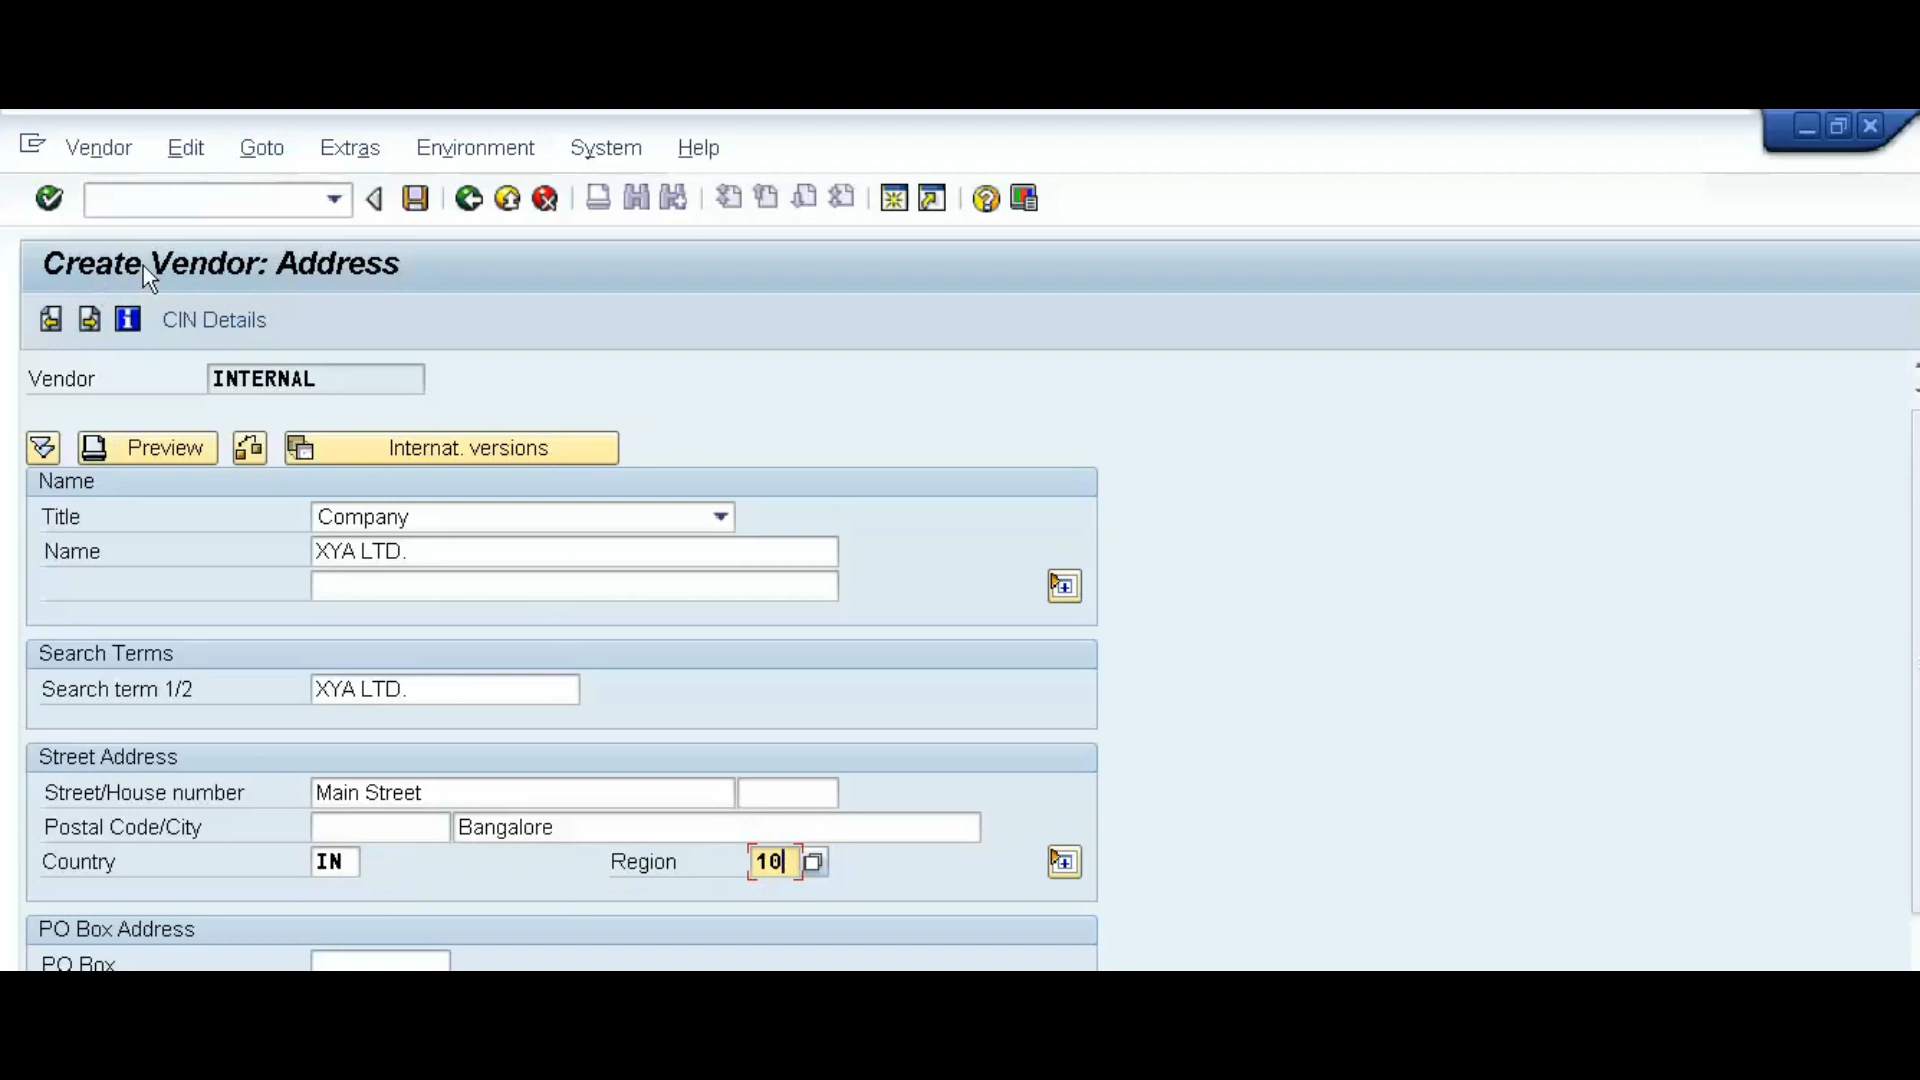 Vendor Edit Goto Extras Environment System Help
Create Vendor: Address
CIN Details
Vendor INTERNAL
Preview Internat. versions
Name
Title Company
Name XYA LTD.
Search Terms
Search term 1/2 XYA LTD.
Street Address
Street/House number Main Street
Postal Code/City Bangalore
Country IN Region 10
PO Box Address
PO Box